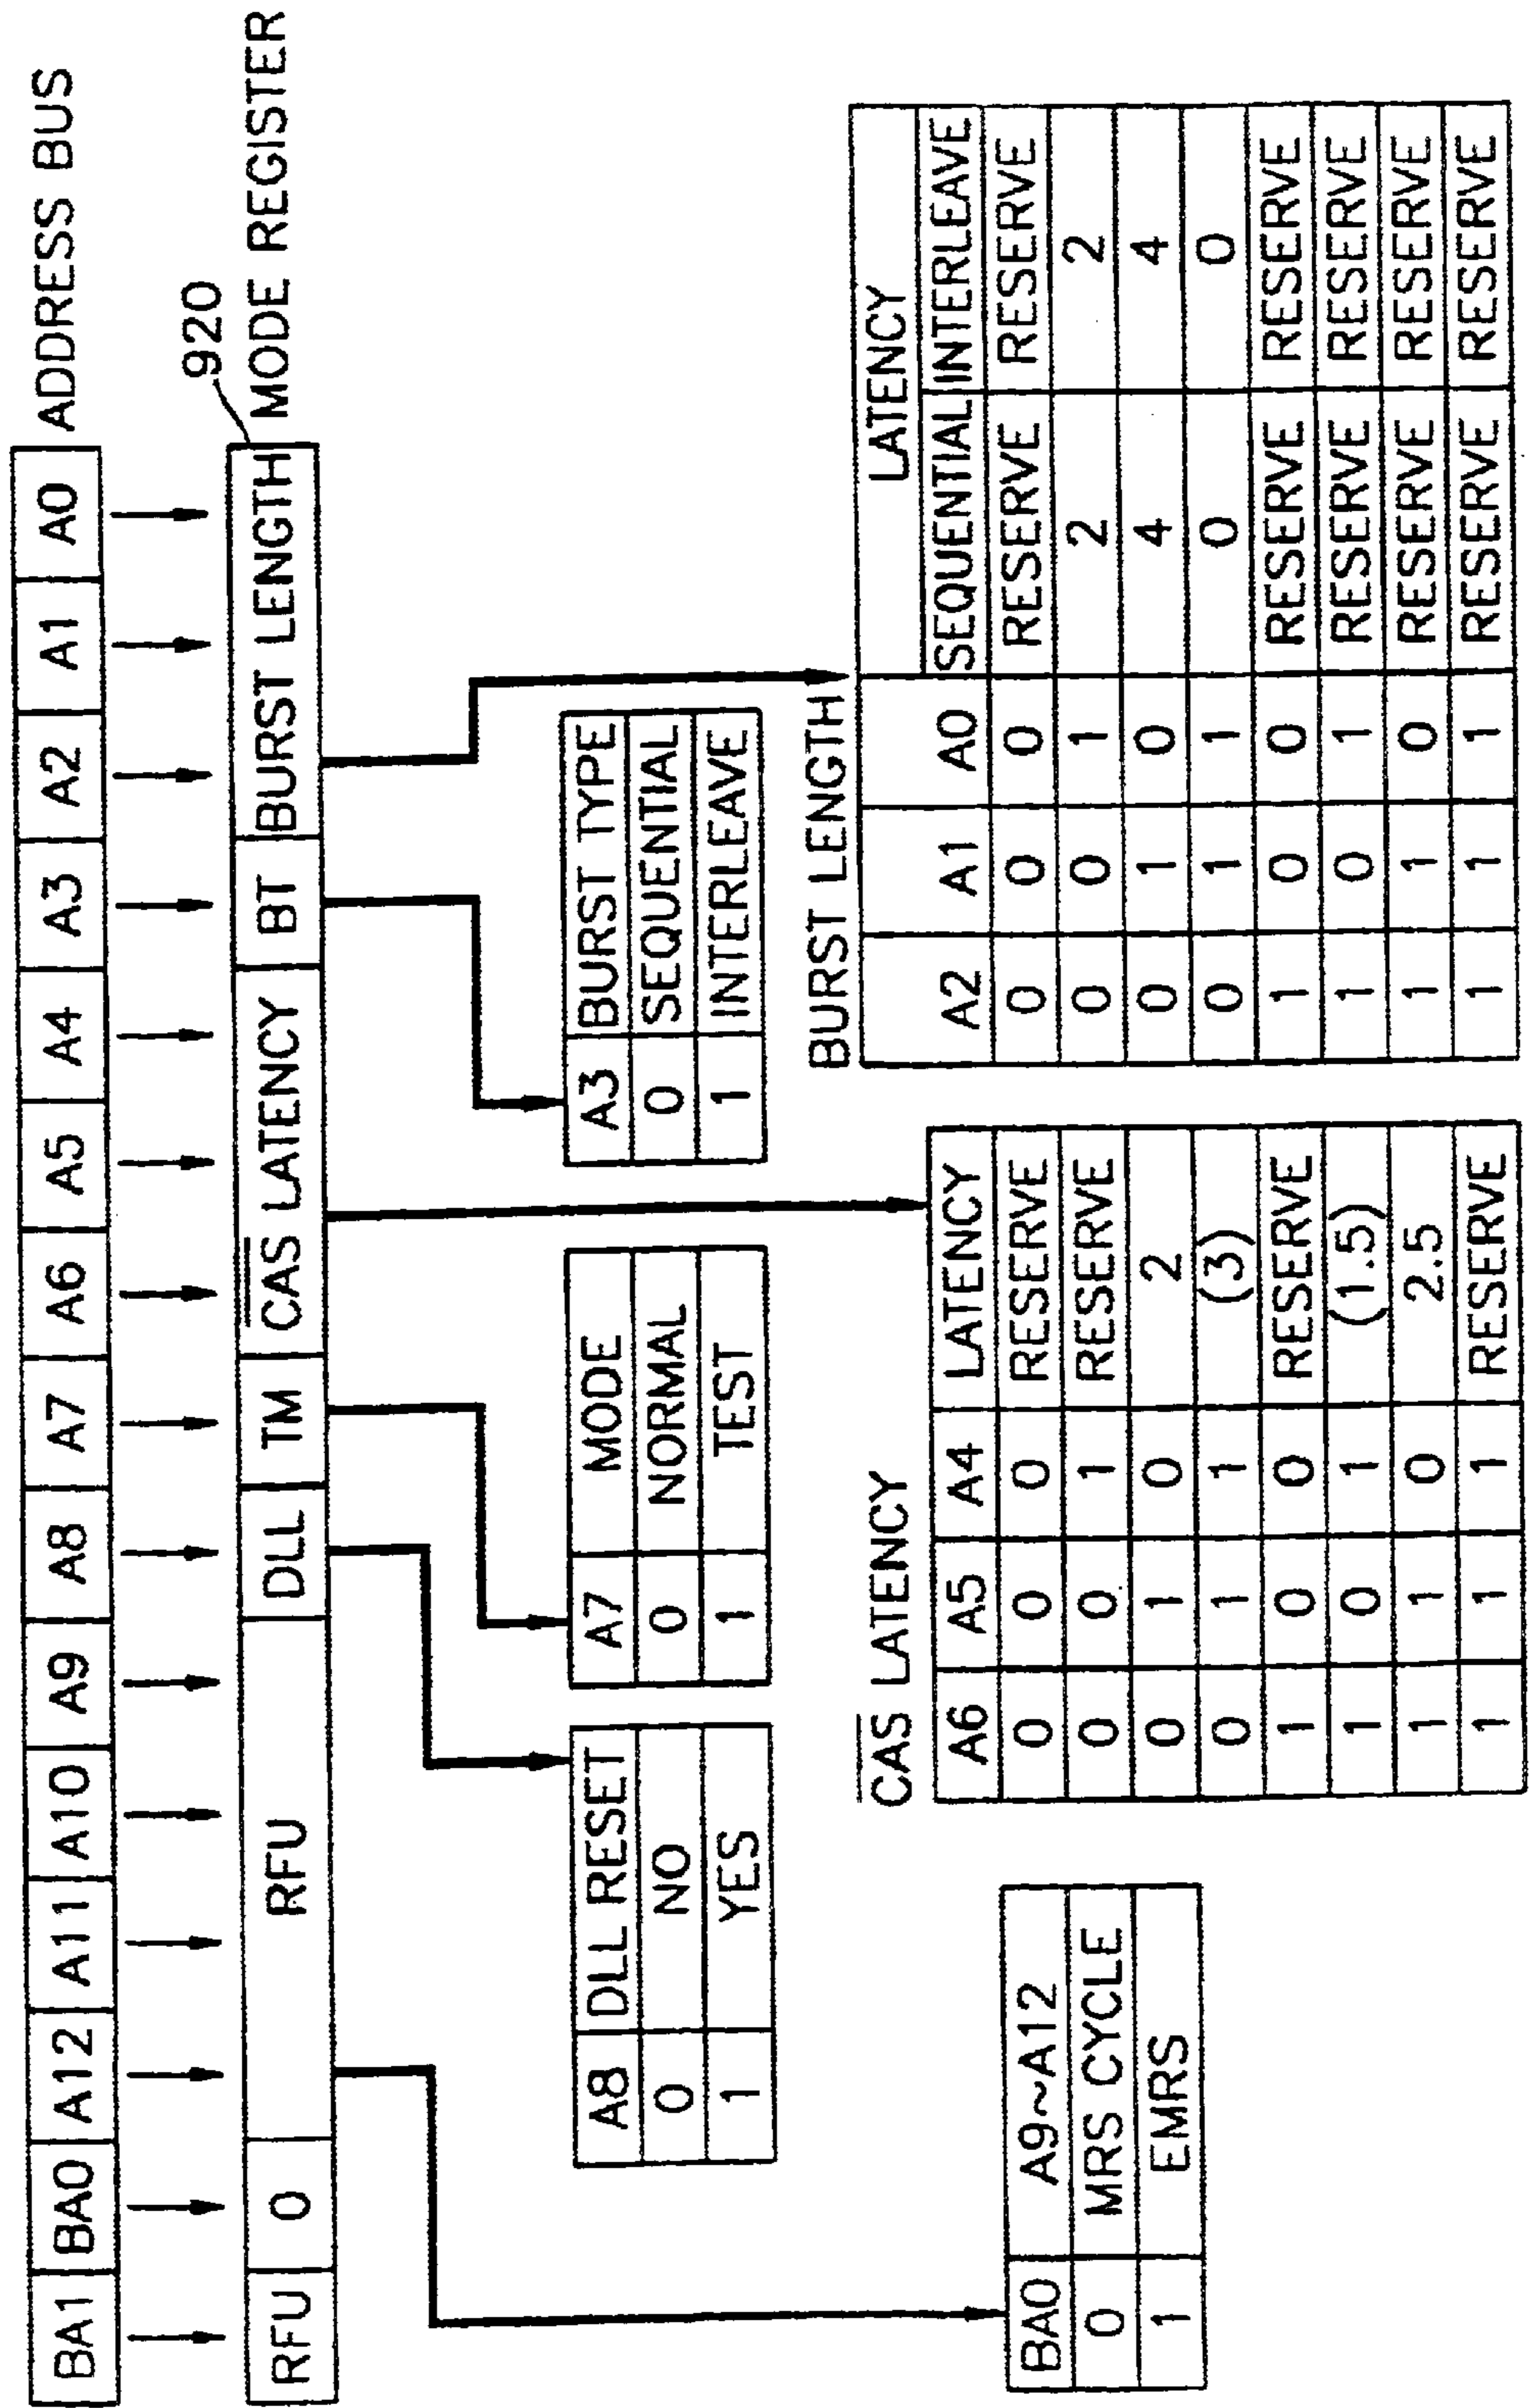 BA1 BA0 A12 A11 A10 A9 A8 A7 A6 A5 A4 A3 A2 A1 A0 ADDRESS BUS
920
RFU 0 RFU DLL TM C̅A̅S̅ LATENCY BT BURST LENGTH MODE REGISTER
A8 DLL RESET
0 NO
1 YES
A7 MODE
0 NORMAL
1 TEST
A3 BURST TYPE
0 SEQUENTIAL
1 INTERLEAVE
BA0 A9~A12
0 MRS CYCLE
1 EMRS
C̅A̅S̅ LATENCY
A6 A5 A4 LATENCY
0 0 0 RESERVE
0 0 1 RESERVE
0 1 0 2
0 1 1 (3)
1 0 0 RESERVE
1 0 1 (1.5)
1 1 0 2.5
1 1 1 RESERVE
BURST LENGTH
A2 A1 A0 LATENCY
SEQUENTIAL INTERLEAVE
0 0 0 RESERVE RESERVE
0 0 1 2 2
0 1 0 4 4
0 1 1 0 0
1 0 0 RESERVE RESERVE
1 0 1 RESERVE RESERVE
1 1 0 RESERVE RESERVE
1 1 1 RESERVE RESERVE